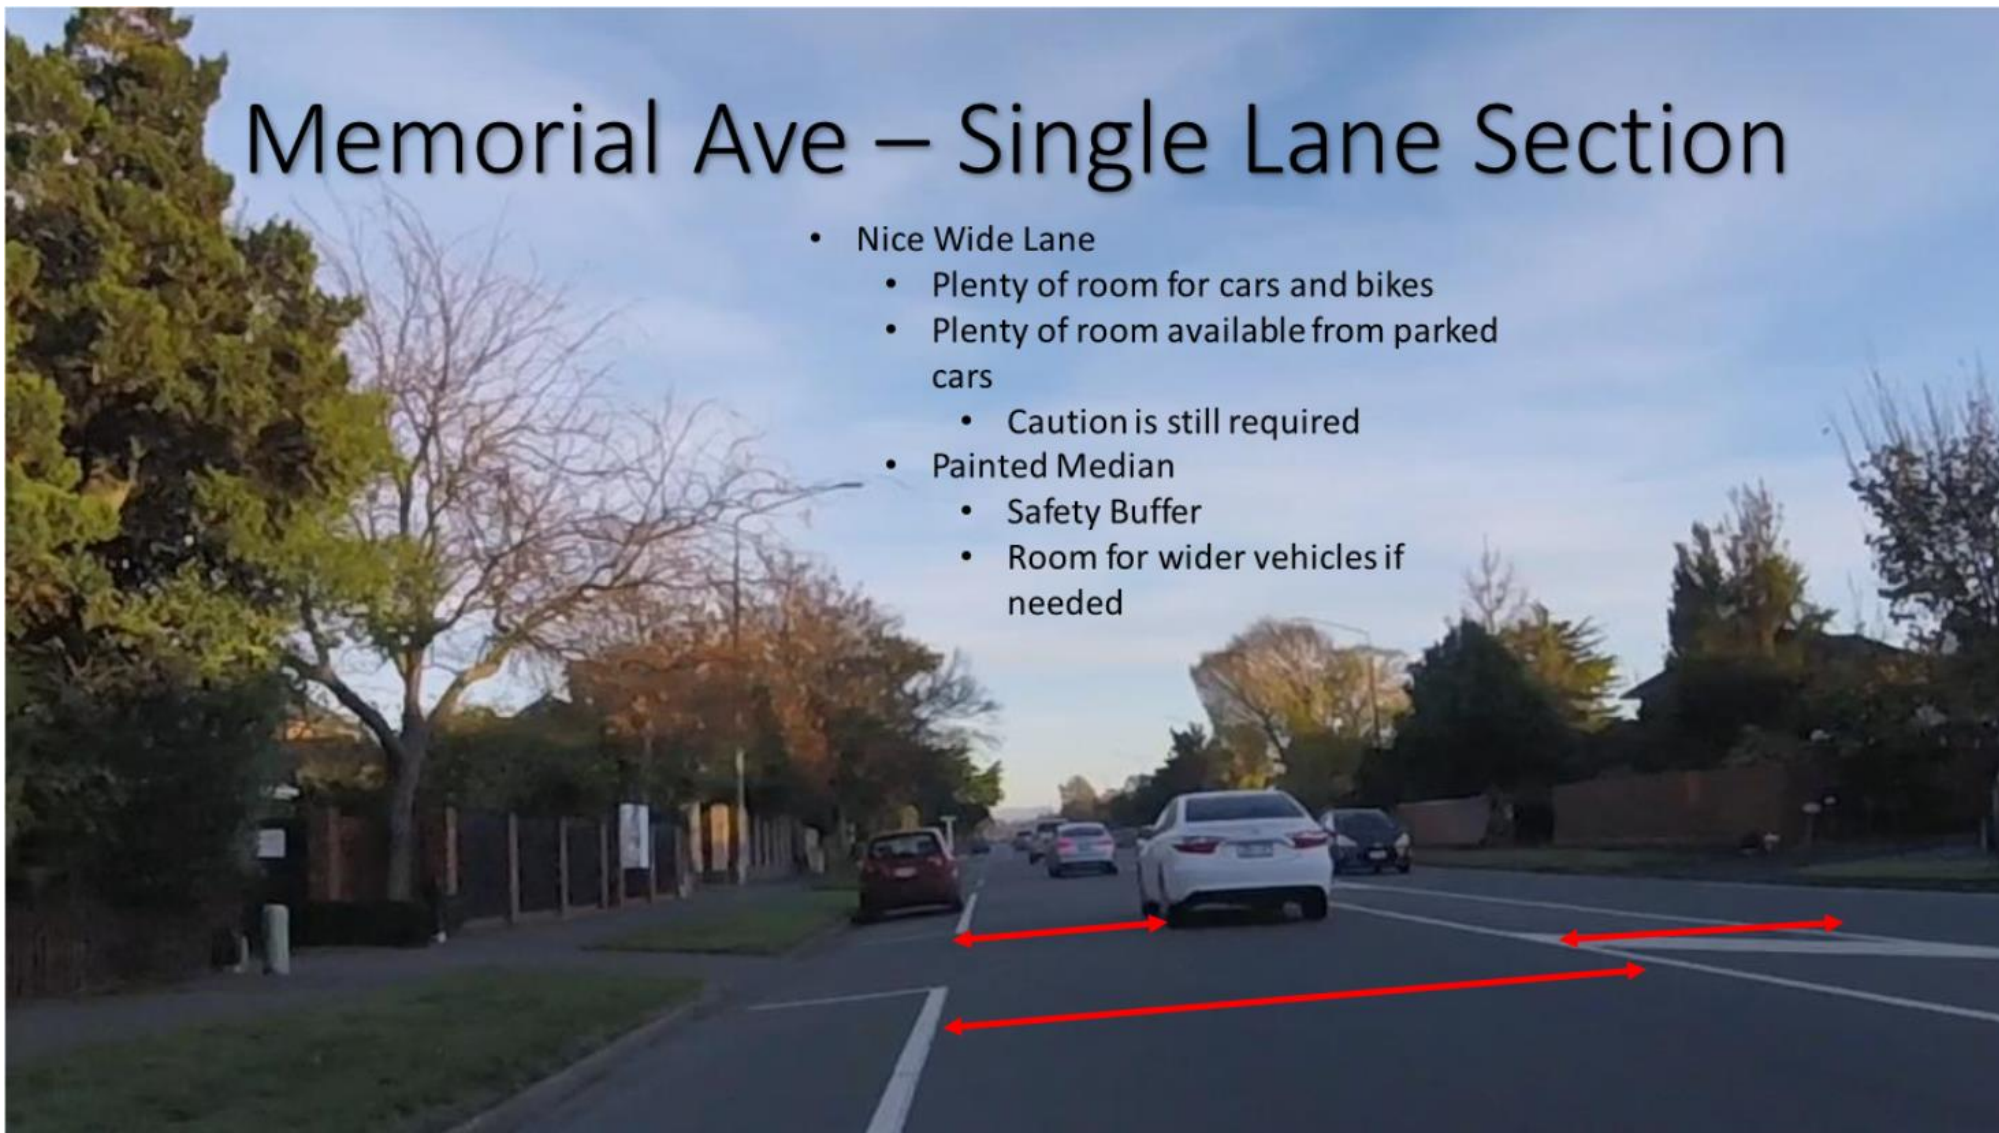 Memorial Ave – Single Lane Section
• Nice Wide Lane
• Plenty of room for cars and bikes
• Plenty of room available from parked
cars
• Caution is still required
• Painted Median
• Safety Buffer
• Room for wider vehicles if
needed